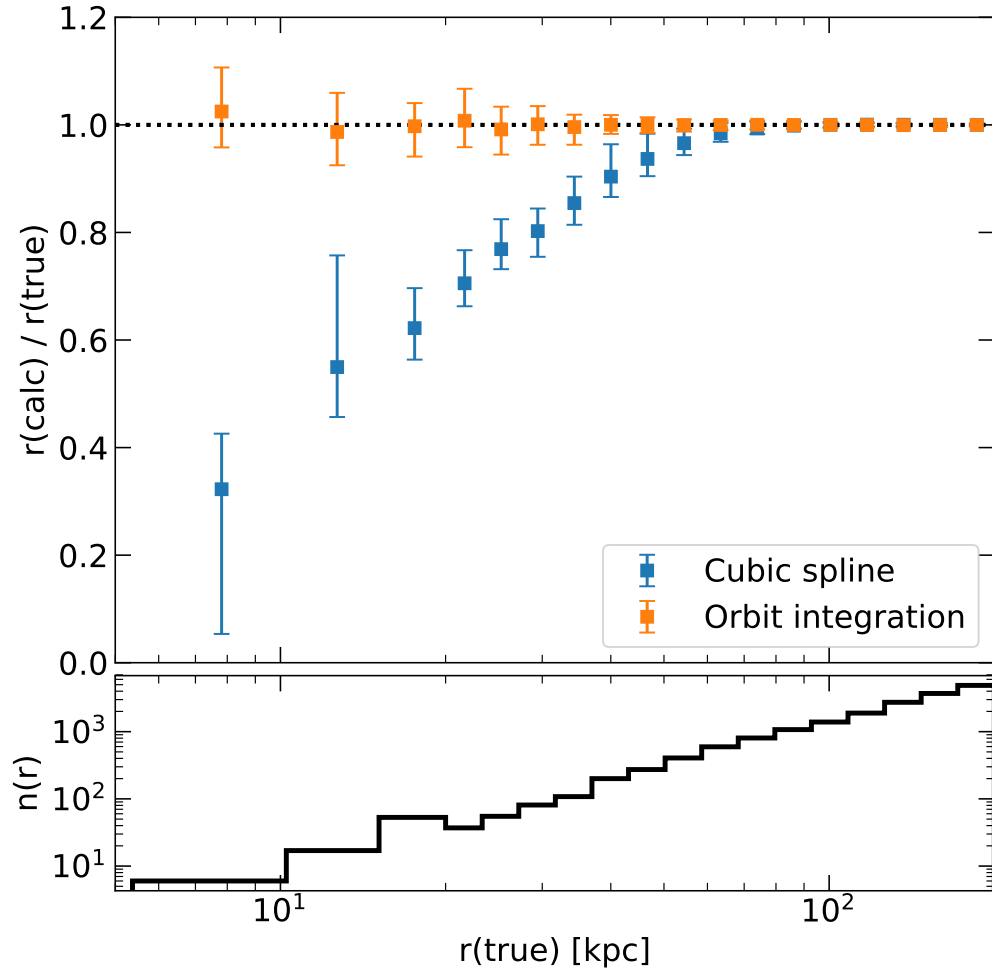 1.2
1.0
0.8
0.6
0.4
0.2
0.0
r(calc) / r(true)
Cubic spline
Orbit integration
10³
10²
10¹
n(r)
10¹
10²
r(true) [kpc]